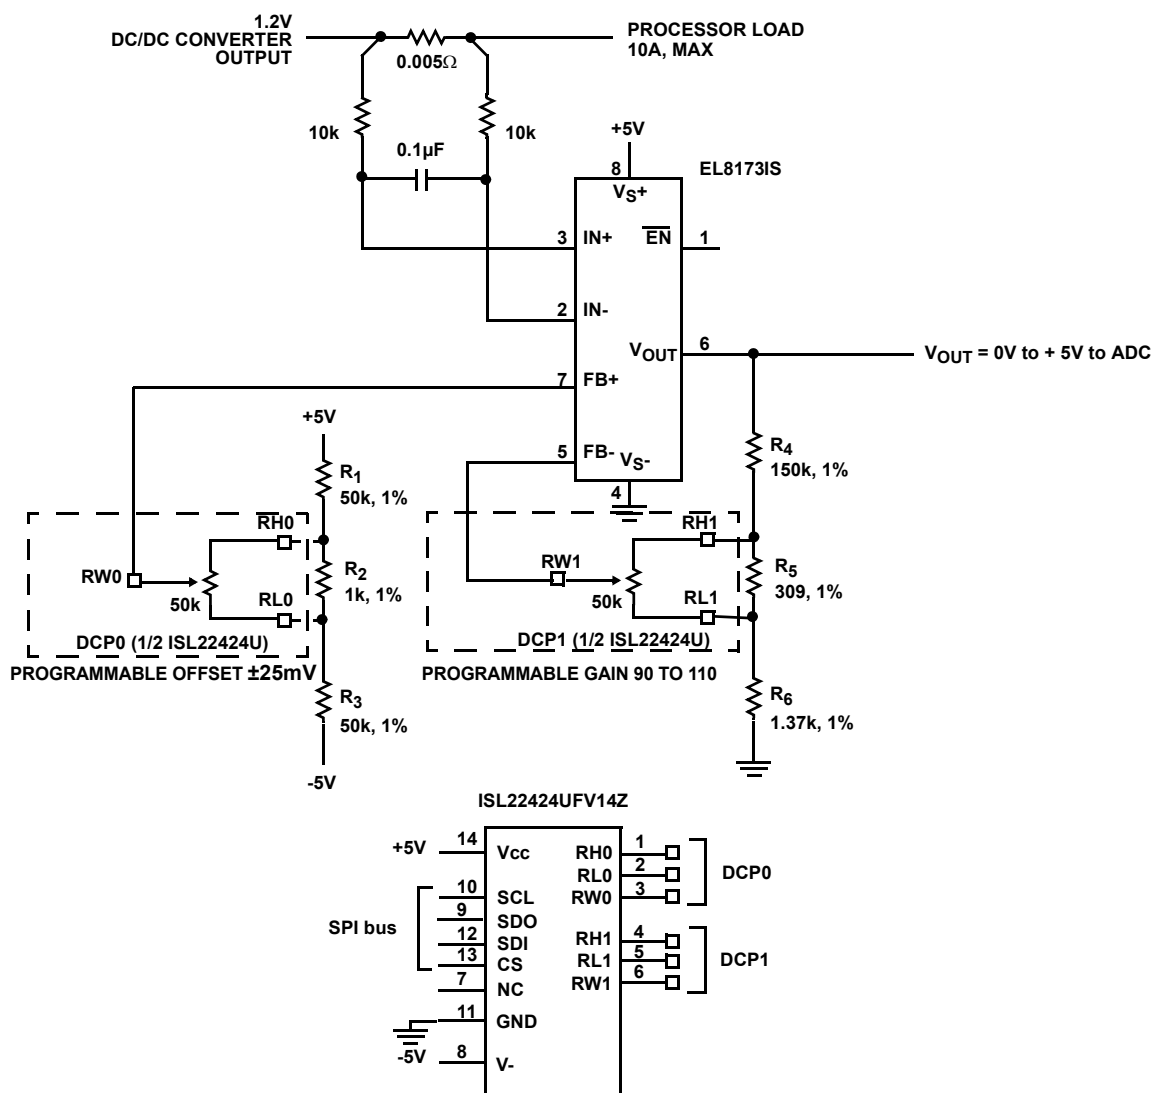 1.2V
DC/DC CONVERTER
OUTPUT
0.005Ω
PROCESSOR LOAD
10A, MAX
10k
10k
0.1µF
+5V
8
VS+
EL8173IS
3
IN+
EN
1
2
IN-
VOUT
6
VOUT = 0V to + 5V to ADC
7
FB+
5
FB-
VS-
4
+5V
R1
50k, 1%
RH0
RW0
50k
R2
1k, 1%
RL0
DCP0 (1/2 ISL22424U)
PROGRAMMABLE OFFSET ±25mV
R3
50k, 1%
-5V
R4
150k, 1%
RH1
RW1
50k
R5
309, 1%
RL1
DCP1 (1/2 ISL22424U)
PROGRAMMABLE GAIN 90 TO 110
R6
1.37k, 1%
ISL22424UFV14Z
+5V
14
Vcc
SPI bus
10
SCL
9
SDO
12
SDI
13
CS
7
NC
11
GND
-5V
8
V-
RH0
1
RL0
2
RW0
3
DCP0
RH1
4
RL1
5
RW1
6
DCP1